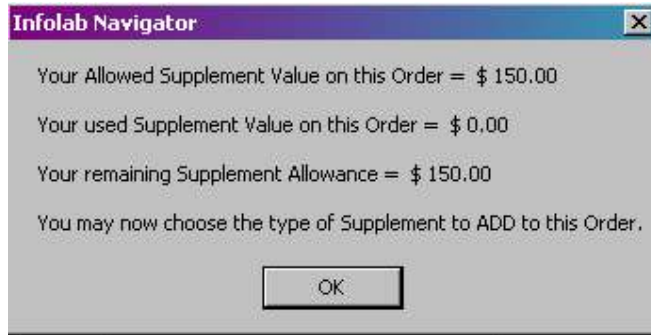 Infolab Navigator
Your Allowed Supplement Value on this Order = $ 150.00
Your used Supplement Value on this Order = $ 0.00
Your remaining Supplement Allowance = $ 150.00
You may now choose the type of Supplement to ADD to this Order.
OK